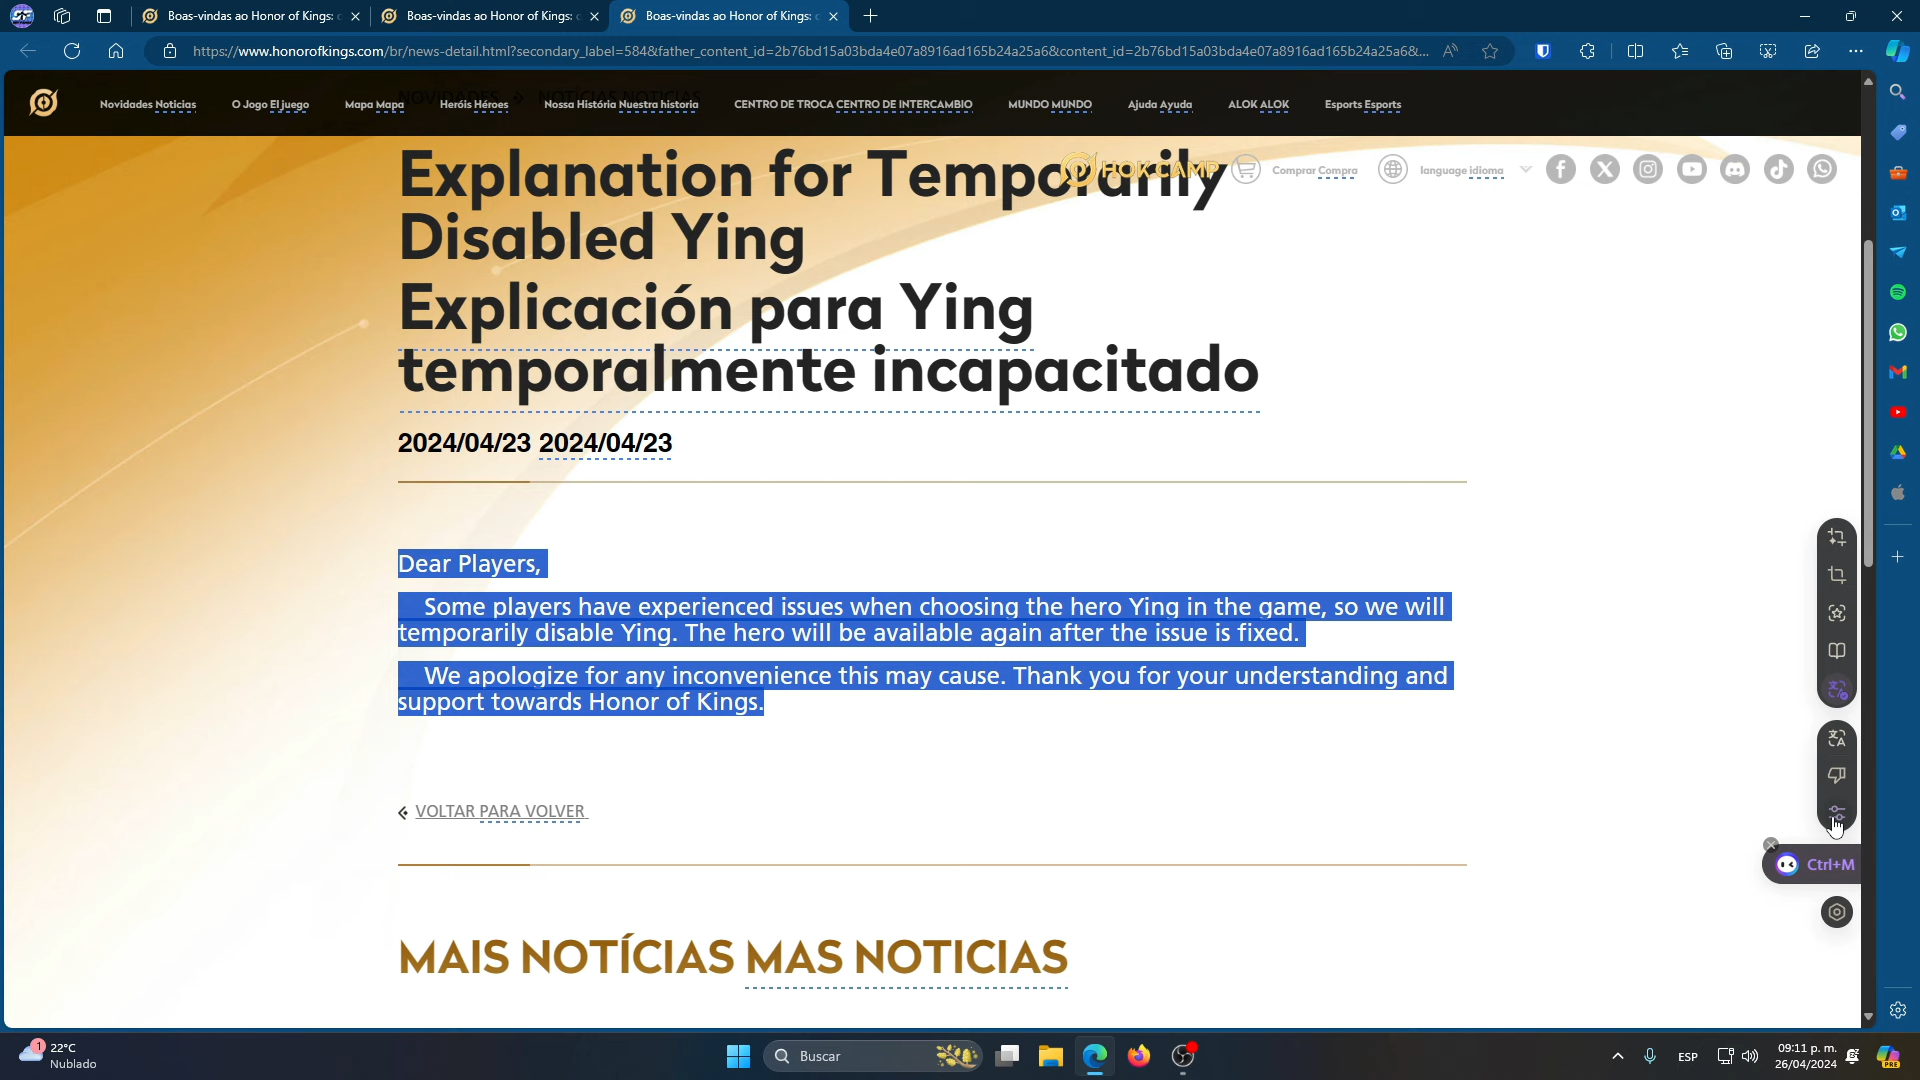 Boas-vindas ao Honor of Kings:
Boas-vindas ao Honor of Kings:
Boas-vindas ao Honor of Kings:
https://www.honorofkings.com/br/news-detail.html?secondary_label=584&father_content_id=2b76bd15a03bda4e07a8916ad165b24a25a6&content_id=2b76bd15a03bda4e07a8916ad165b24a25a6&...
NOVIDADES NOTÍCIAS NOTICIAS
Novidades Noticias
O Jogo El juego
Mapa Mapa
Heróis Héroes
Nossa História Nuestra historia
CENTRO DE TROCA CENTRO DE INTERCAMBIO
MUNDO MUNDO
Ajuda Ayuda
ALOK ALOK
Esports Esports
HOK CAMP
Comprar Compra
language idioma
Explanation for Temporarily
Disabled Ying
Explicación para Ying
temporalmente incapacitado
2024/04/23 2024/04/23
Dear Players,
Some players have experienced issues when choosing the hero Ying in the game, so we will
temporarily disable Ying. The hero will be available again after the issue is fixed.
We apologize for any inconvenience this may cause. Thank you for your understanding and
support towards Honor of Kings.
VOLTAR PARA VOLVER
Ctrl+M
MAIS NOTÍCIAS MAS NOTICIAS
1
22°C
Nublado
Buscar
ESP
09:11 p. m.
26/04/2024
PRE